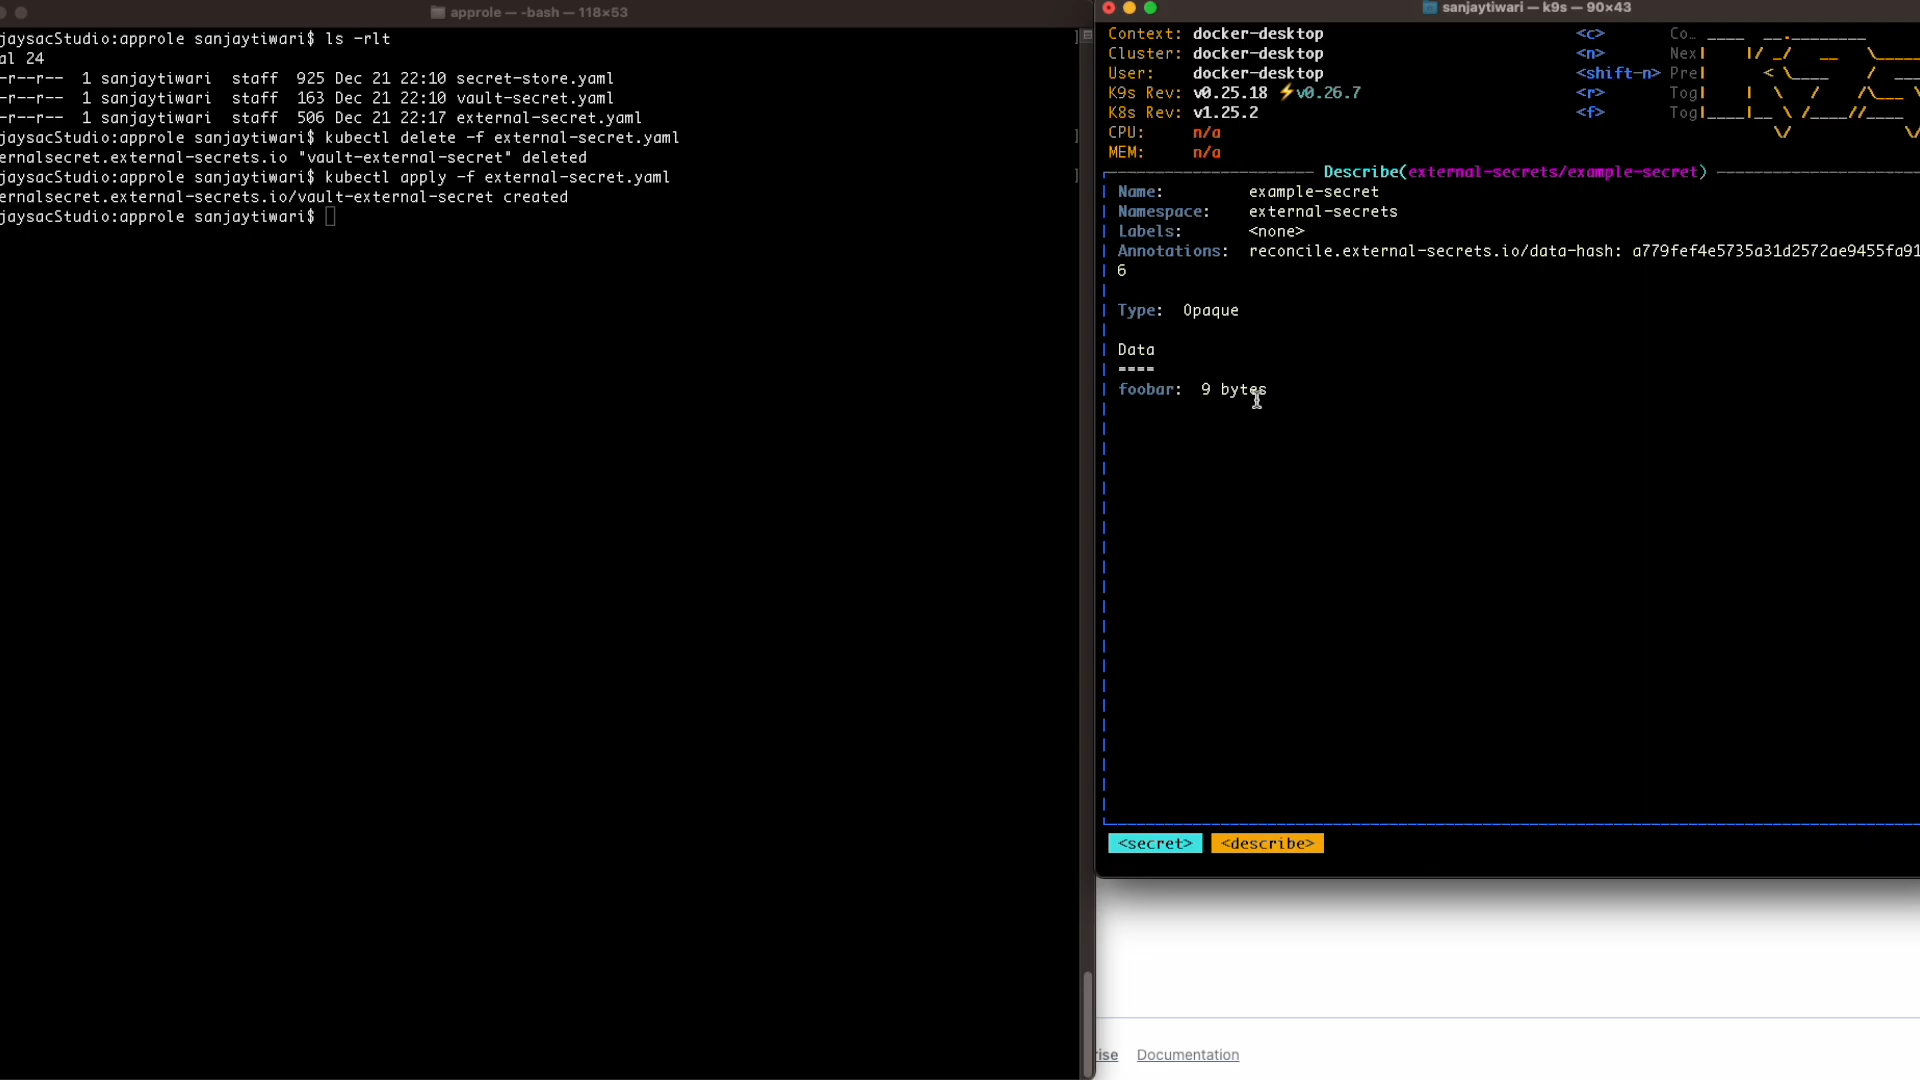 approle — -bash — 118×53
jaysacStudio:approle sanjaytiwari$ ls -rlt
al 24
-r--r--  1 sanjaytiwari  staff  925 Dec 21 22:10 secret-store.yaml
-r--r--  1 sanjaytiwari  staff  163 Dec 21 22:10 vault-secret.yaml
-r--r--  1 sanjaytiwari  staff  506 Dec 21 22:17 external-secret.yaml
jaysacStudio:approle sanjaytiwari$ kubectl delete -f external-secret.yaml
ernalsecret.external-secrets.io "vault-external-secret" deleted
jaysacStudio:approle sanjaytiwari$ kubectl apply -f external-secret.yaml
ernalsecret.external-secrets.io/vault-external-secret created
jaysacStudio:approle sanjaytiwari$
sanjaytiwari — k9s — 90×43
Context: docker-desktop <c> Co…
Cluster: docker-desktop <n> Nex
User: docker-desktop <shift-n> Pre
K9s Rev: v0.25.18 ⚡v0.26.7 <r> Tog
K8s Rev: v1.25.2 <f> Tog
CPU: n/a
MEM: n/a
Describe(external-secrets/example-secret)
Name: example-secret
Namespace: external-secrets
Labels: <none>
Annotations: reconcile.external-secrets.io/data-hash: a779fef4e5735a31d2572ae9455fa91
6
Type: Opaque
Data
====
foobar: 9 bytes
<secret> <describe>
rise Documentation